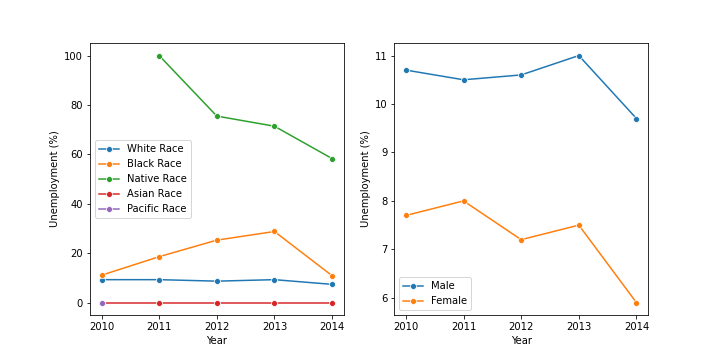 100
80
60
40
20
0
Unemployment (%)
White Race
Black Race
Native Race
Asian Race
Pacific Race
2010 2011 2012 2013 2014
Year
11
10
9
8
7
6
Unemployment (%)
Male
Female
2010 2011 2012 2013 2014
Year